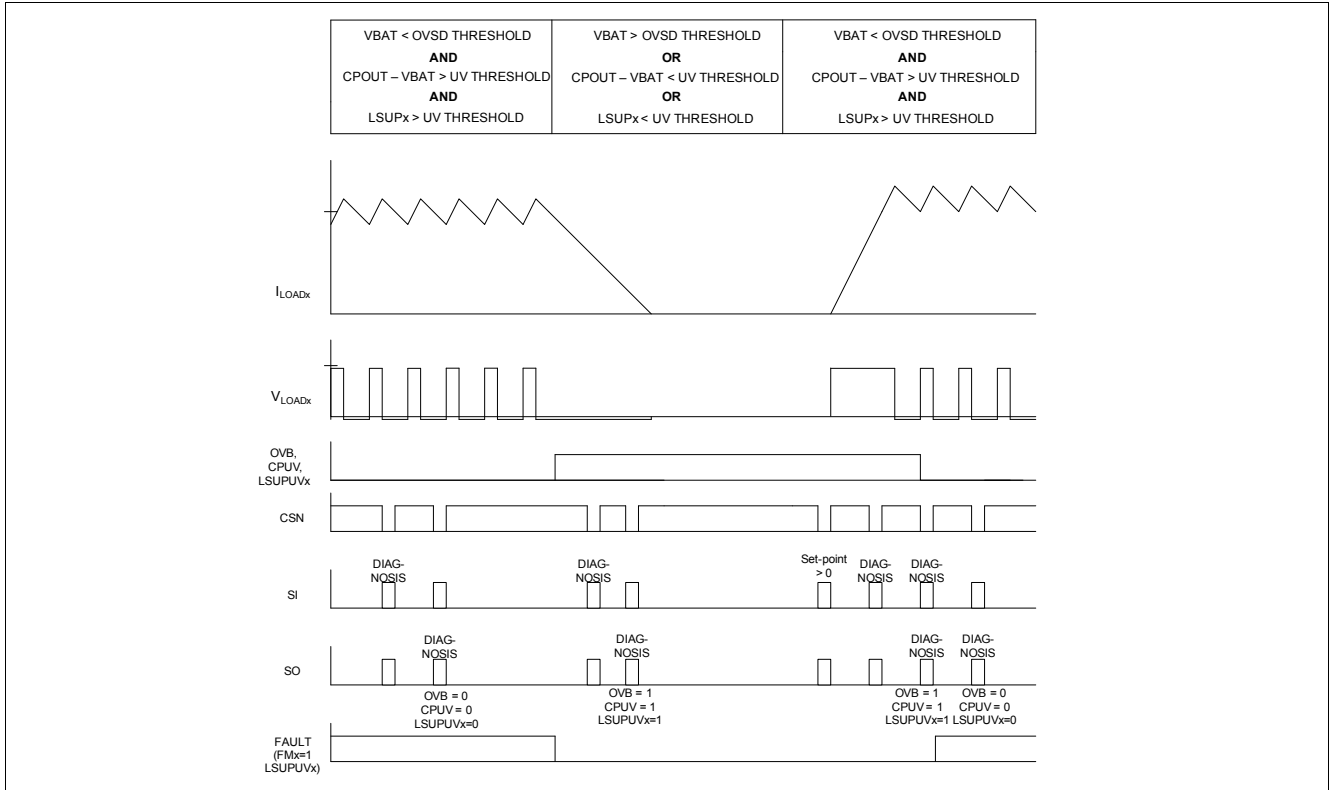 VBAT < OVSD THRESHOLD
AND
CPOUT – VBAT > UV THRESHOLD
AND
LSUPx > UV THRESHOLD
VBAT > OVSD THRESHOLD
OR
CPOUT – VBAT < UV THRESHOLD
OR
LSUPx < UV THRESHOLD
VBAT < OVSD THRESHOLD
AND
CPOUT – VBAT > UV THRESHOLD
AND
LSUPx > UV THRESHOLD
ILOADx
VLOADx
OVB,
CPUV,
LSUPUVx
CSN
SI
DIAG-
NOSIS
DIAG-
NOSIS
Set-point
> 0
DIAG-
NOSIS
DIAG-
NOSIS
SO
DIAG-
NOSIS
OVB = 0
CPUV = 0
LSUPUVx=0
DIAG-
NOSIS
OVB = 1
CPUV = 1
LSUPUVx=1
DIAG-
NOSIS
OVB = 1
CPUV = 1
LSUPUVx=1
DIAG-
NOSIS
OVB = 0
CPUV = 0
LSUPUVx=0
FAULT
(FMx=1
LSUPUVx)